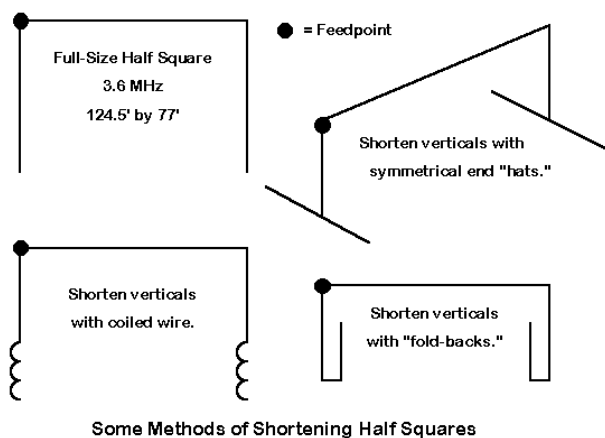 ● = Feedpoint
Full-Size Half Square
3.6 MHz
124.5' by 77'
Shorten verticals with
symmetrical end "hats."
Shorten verticals
with coiled wire.
Shorten verticals
with "fold-backs."
Some Methods of Shortening Half Squares